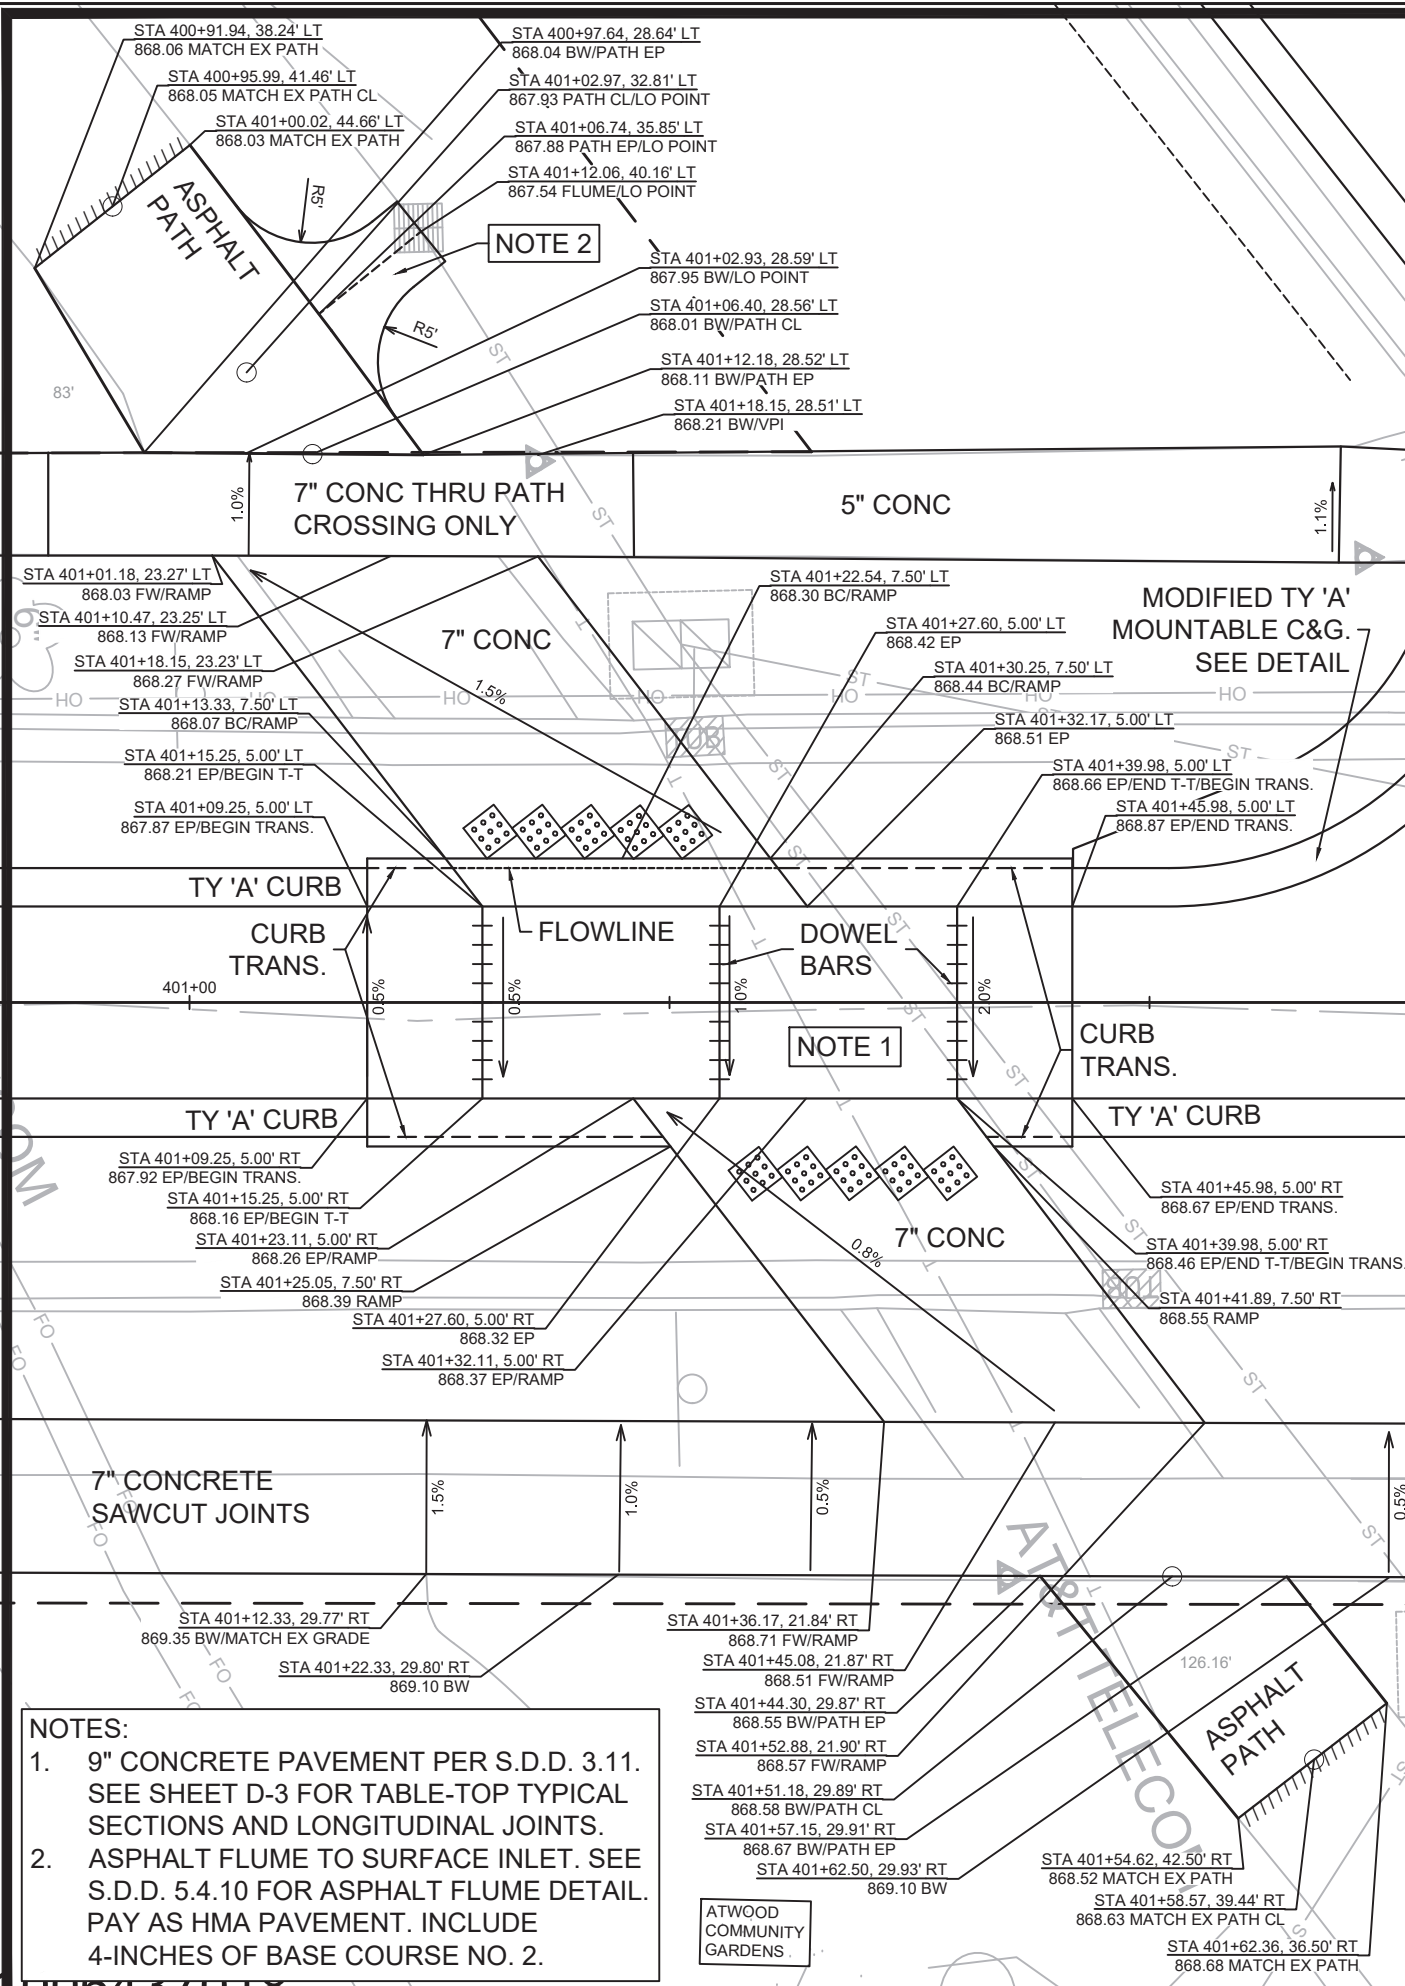 STA 400+91.94, 38.24' LT
868.06 MATCH EX PATH
STA 400+95.99, 41.46' LT
868.05 MATCH EX PATH CL
STA 401+00.02, 44.66' LT
868.03 MATCH EX PATH
STA 400+97.64, 28.64' LT
868.04 BW/PATH EP
STA 401+02.97, 32.81' LT
867.93 PATH CL/LO POINT
STA 401+06.74, 35.85' LT
867.88 PATH EP/LO POINT
STA 401+12.06, 40.16' LT
867.54 FLUME/LO POINT
ASPHALT
PATH
R5'
NOTE 2
R5'
ST
83'
STA 401+02.93, 28.59' LT
867.95 BW/LO POINT
STA 401+06.40, 28.56' LT
868.01 BW/PATH CL
STA 401+12.18, 28.52' LT
868.11 BW/PATH EP
STA 401+18.15, 28.51' LT
868.21 BW/VPI
1.0%
7" CONC THRU PATH
CROSSING ONLY
ST
5" CONC
1.1%
STA 401+01.18, 23.27' LT
868.03 FW/RAMP
STA 401+10.47, 23.25' LT
868.13 FW/RAMP
STA 401+18.15, 23.23' LT
868.27 FW/RAMP
STA 401+13.33, 7.50' LT
868.07 BC/RAMP
STA 401+15.25, 5.00' LT
868.21 EP/BEGIN T-T
STA 401+09.25, 5.00' LT
867.87 EP/BEGIN TRANS.
7" CONC
1.5%
STA 401+22.54, 7.50' LT
868.30 BC/RAMP
STA 401+27.60, 5.00' LT
868.42 EP
STA 401+30.25, 7.50' LT
868.44 BC/RAMP
STA 401+32.17, 5.00' LT
868.51 EP
STA 401+39.98, 5.00' LT
868.66 EP/END T-T/BEGIN TRANS.
STA 401+45.98, 5.00' LT
868.87 EP/END TRANS.
MODIFIED TY 'A'
MOUNTABLE C&G.
SEE DETAIL
HO HO HO HO HO HO HO
T
ST
ST
ST
ST
T
TY 'A' CURB
CURB
TRANS.
FLOWLINE
DOWEL
BARS
ST
T
401+00
0.5%
0.5%
1.0%
2.0%
NOTE 1
CURB
TRANS.
ST
ST
T
TY 'A' CURB
TY 'A' CURB
STA 401+09.25, 5.00' RT
867.92 EP/BEGIN TRANS.
STA 401+15.25, 5.00' RT
868.16 EP/BEGIN T-T
STA 401+23.11, 5.00' RT
868.26 EP/RAMP
STA 401+25.05, 7.50' RT
868.39 RAMP
STA 401+27.60, 5.00' RT
868.32 EP
STA 401+32.11, 5.00' RT
868.37 EP/RAMP
7" CONC
0.8%
STA 401+45.98, 5.00' RT
868.67 EP/END TRANS.
STA 401+39.98, 5.00' RT
868.46 EP/END T-T/BEGIN TRANS.
STA 401+41.89, 7.50' RT
868.55 RAMP
ST
ST
T
ST
T
FO
FO
FO
7" CONCRETE
SAWCUT JOINTS
1.5%
1.0%
0.5%
0.5%
FO
FO
FO
ST
T
AT&T TELECOM
STA 401+12.33, 29.77' RT
869.35 BW/MATCH EX GRADE
STA 401+22.33, 29.80' RT
869.10 BW
STA 401+36.17, 21.84' RT
868.71 FW/RAMP
STA 401+45.08, 21.87' RT
868.51 FW/RAMP
STA 401+44.30, 29.87' RT
868.55 BW/PATH EP
STA 401+52.88, 21.90' RT
868.57 FW/RAMP
STA 401+51.18, 29.89' RT
868.58 BW/PATH CL
STA 401+57.15, 29.91' RT
868.67 BW/PATH EP
STA 401+62.50, 29.93' RT
869.10 BW
126.16'
ASPHALT
PATH
STA 401+54.62, 42.50' RT
868.52 MATCH EX PATH
STA 401+58.57, 39.44' RT
868.63 MATCH EX PATH CL
STA 401+62.36, 36.50' RT
868.68 MATCH EX PATH
ATWOOD
COMMUNITY
GARDENS
NOTES:
1. 9" CONCRETE PAVEMENT PER S.D.D. 3.11.
SEE SHEET D-3 FOR TABLE-TOP TYPICAL
SECTIONS AND LONGITUDINAL JOINTS.
2. ASPHALT FLUME TO SURFACE INLET. SEE
S.D.D. 5.4.10 FOR ASPHALT FLUME DETAIL.
PAY AS HMA PAVEMENT. INCLUDE
4-INCHES OF BASE COURSE NO. 2.